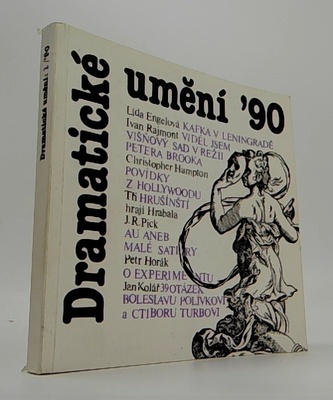 Dramatické umění: 1/90
Dramatické
umění '90
Lída Engelová KAFKA V LENINGRADĚ
Ivan Rajmont VIDĚL JSEM
VIŠŇOVÝ SAD V REŽII
PETERA BROOKA
Christopher Hampton
POVÍDKY
Z HOLLYWOODU
Tři HRUŠÍNŠTÍ
hrají Hrabala
J.R. Pick
AU ANEB
MALÉ SATIRY
Petr Horák
O EXPERIMENTU
Jan Kolář 39 OTÁZEK
BOLESLAVU POLÍVKOVI
a CTIBORU TURBOVI